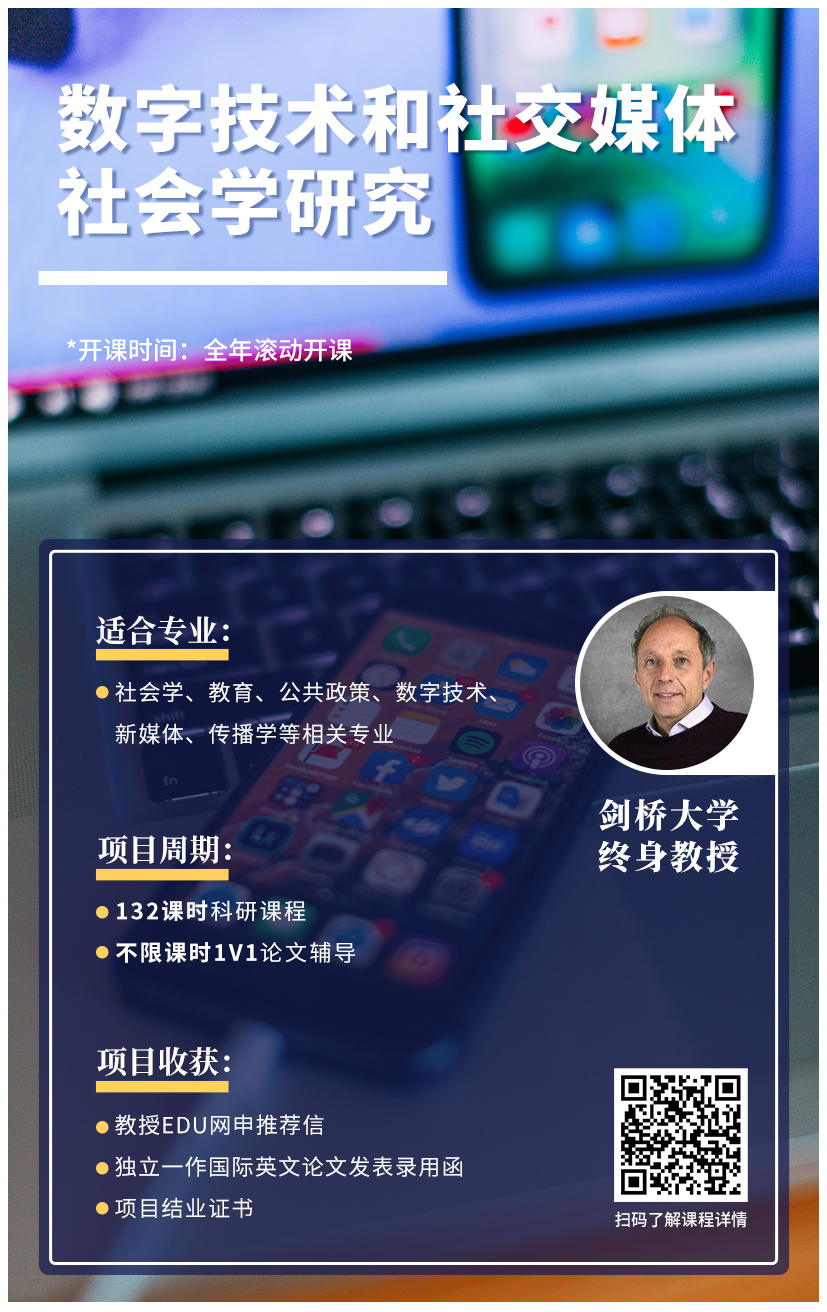 数字技术和社交媒体
社会学研究
*开课时间：全年滚动开课
适合专业：
社会学、教育、公共政策、数字技术、
新媒体、传播学等相关专业
剑桥大学
终身教授
项目周期：
132课时科研课程
不限课时1V1论文辅导
项目收获：
教授EDU网申推荐信
独立一作国际英文论文发表录用函
项目结业证书
扫码了解课程详情
fn